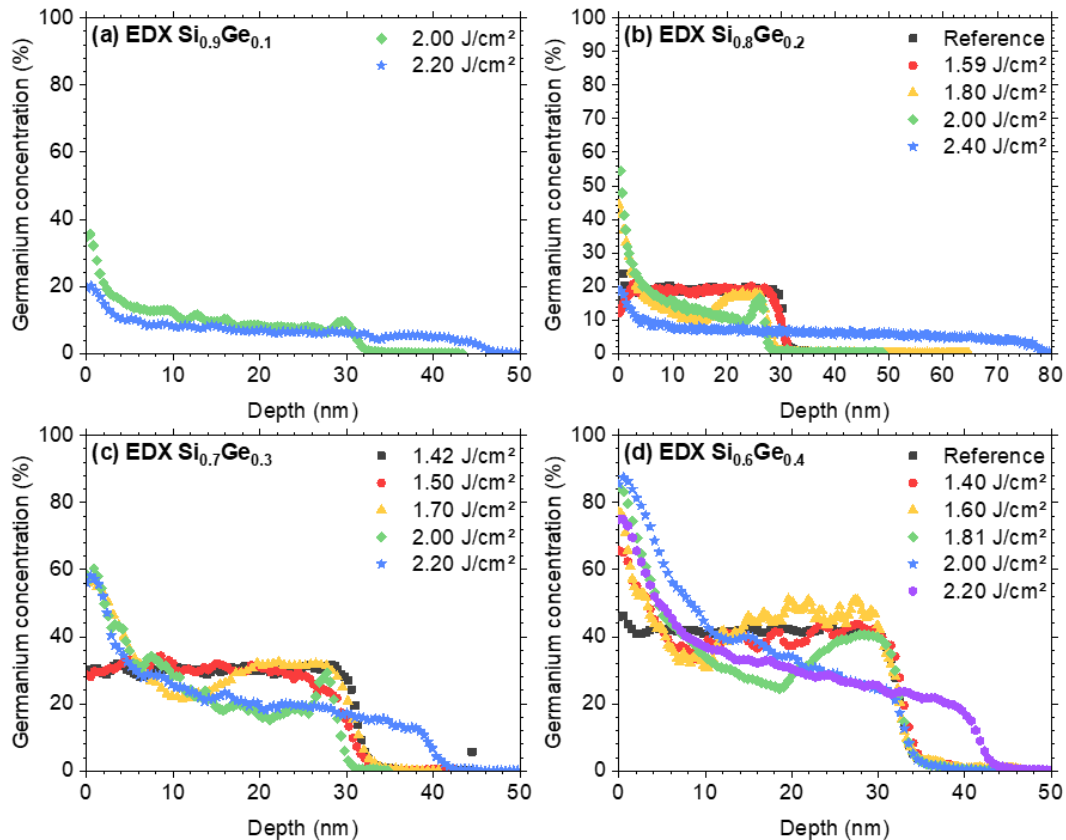 (a) EDX Si0.9Ge0.1
2.00 J/cm²
2.20 J/cm²
Germanium concentration (%)
100
80
60
40
20
0
0 10 20 30 40 50
Depth (nm)
(b) EDX Si0.8Ge0.2
Reference
1.59 J/cm²
1.80 J/cm²
2.00 J/cm²
2.40 J/cm²
Germanium concentration (%)
100
90
80
70
60
50
40
30
20
10
0
0 10 20 30 40 50 60 70 80
Depth (nm)
(c) EDX Si0.7Ge0.3
1.42 J/cm²
1.50 J/cm²
1.70 J/cm²
2.00 J/cm²
2.20 J/cm²
Germanium concentration (%)
100
80
60
40
20
0
0 10 20 30 40 50
Depth (nm)
(d) EDX Si0.6Ge0.4
Reference
1.40 J/cm²
1.60 J/cm²
1.81 J/cm²
2.00 J/cm²
2.20 J/cm²
Germanium concentration (%)
100
80
60
40
20
0
0 10 20 30 40 50
Depth (nm)